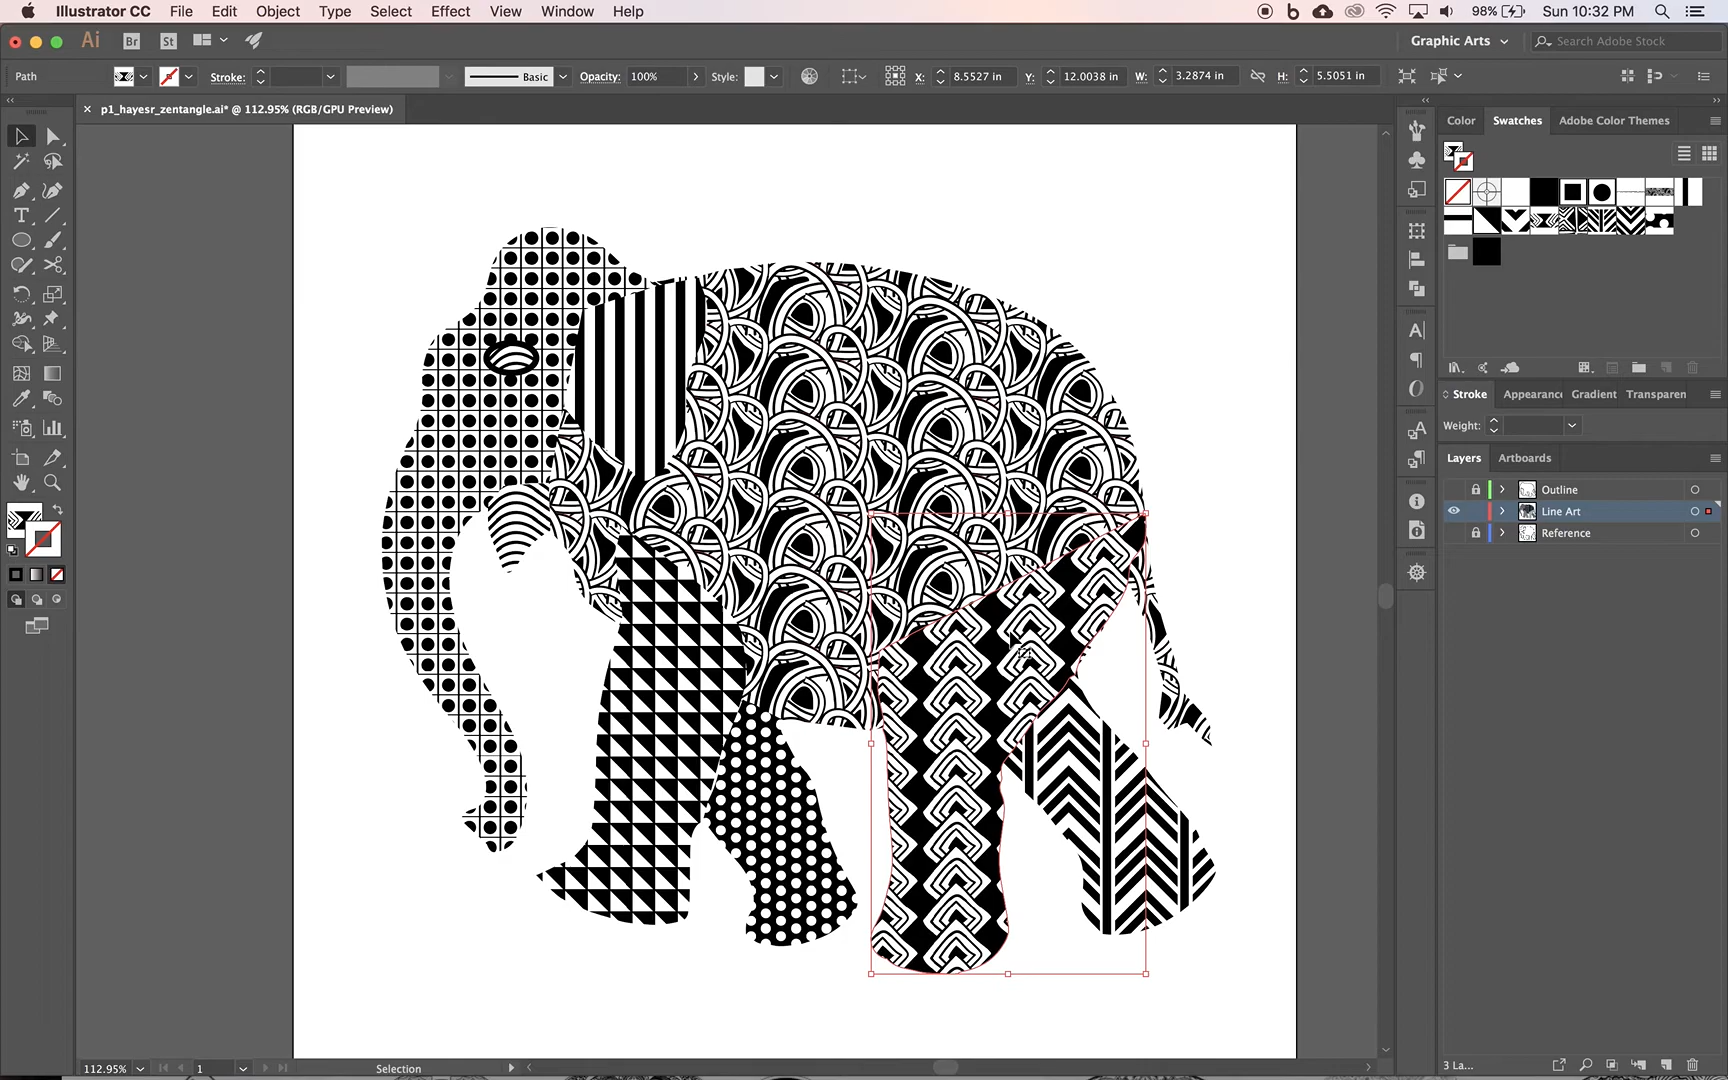 Illustrator CC File Edit Object Type Select Effect View Window Help 98% Sun 10:32 PM
Ai Br St Graphic Arts Search Adobe Stock
Path Stroke: Basic Opacity: 100% Style: X: 8.5527 in Y: 12.0038 in W: 3.2874 in H: 5.5051 in
× p1_hayesr_zentangle.ai* @ 112.95% (RGB/GPU Preview)
Color Swatches Adobe Color Themes
Stroke Appearance Gradient Transparen
Weight:
Layers Artboards
Outline
Line Art
Reference
112.95% 1 Selection
3 La...